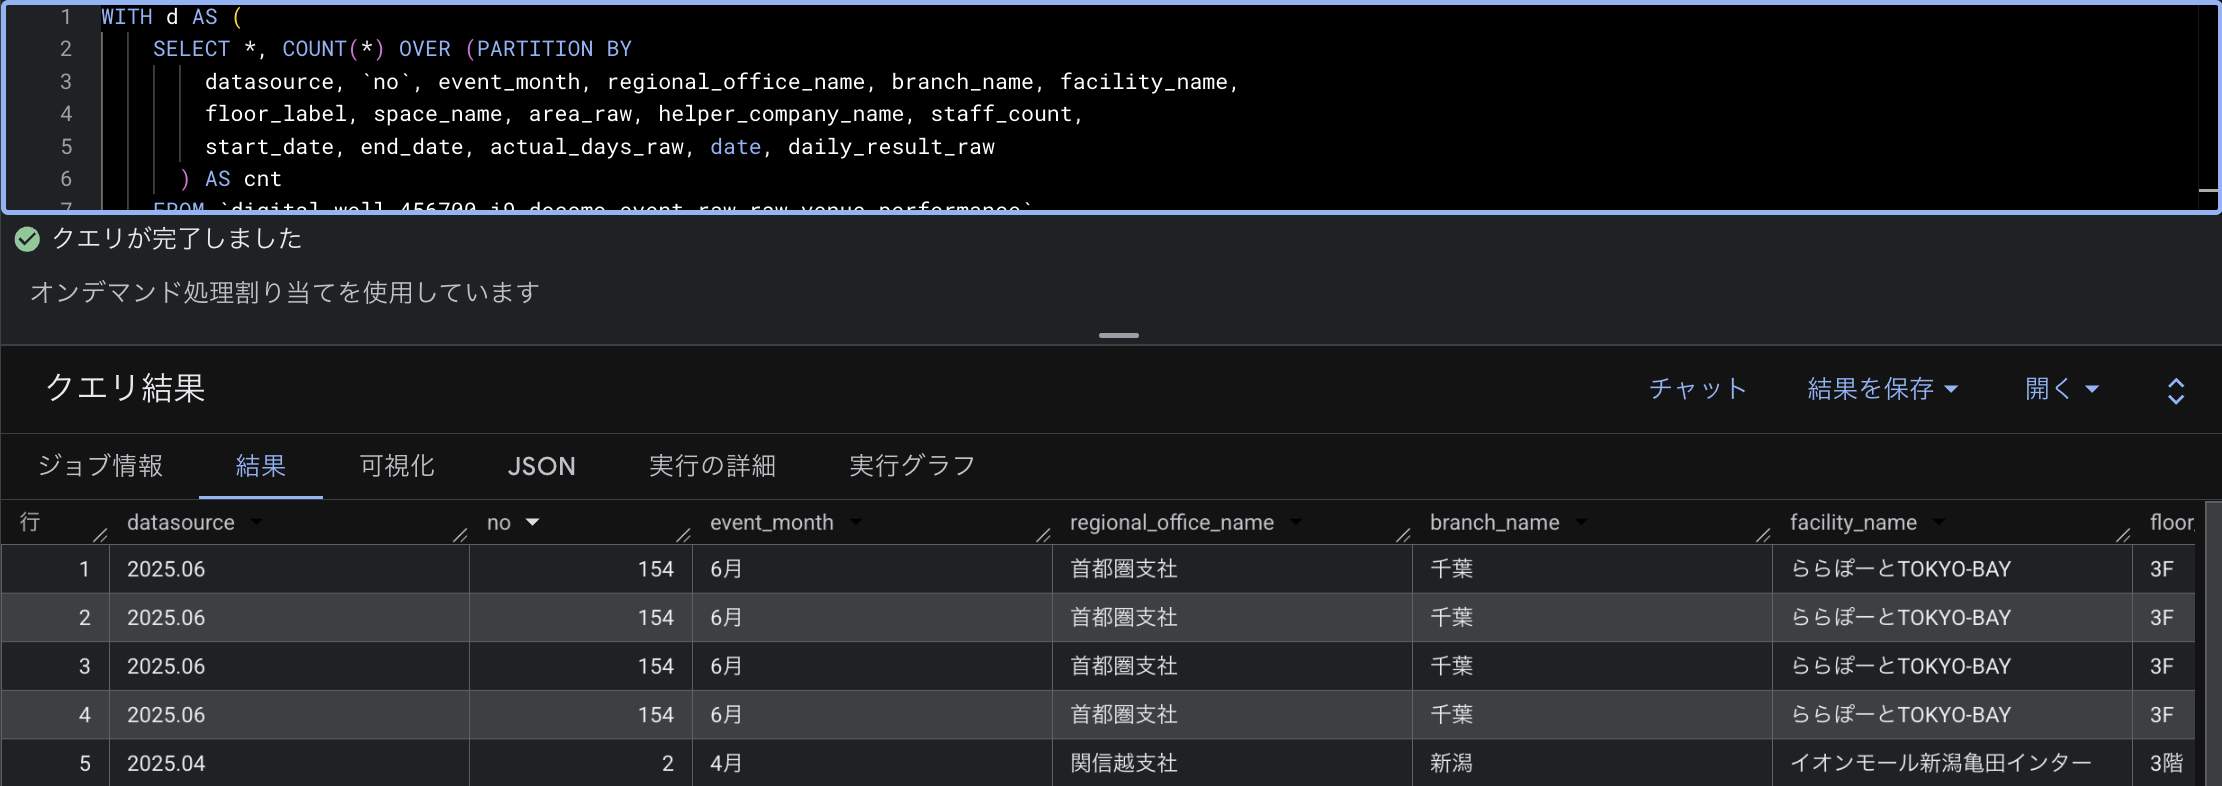 1 WITH d AS (
2 SELECT *, COUNT(*) OVER (PARTITION BY
3 datasource, `no`, event_month, regional_office_name, branch_name, facility_name,
4 floor_label, space_name, area_raw, helper_company_name, staff_count,
5 start_date, end_date, actual_days_raw, date, daily_result_raw
6 ) AS cnt
7 FROM
クエリが完了しました
オンデマンド処理割り当てを使用しています
クエリ結果 チャット 結果を保存 開く
ジョブ情報 結果 可視化 JSON 実行の詳細 実行グラフ
行 datasource no event_month regional_office_name branch_name facility_name floor
1 2025.06 154 6月 首都圏支社 千葉 ららぽーとTOKYO-BAY 3F
2 2025.06 154 6月 首都圏支社 千葉 ららぽーとTOKYO-BAY 3F
3 2025.06 154 6月 首都圏支社 千葉 ららぽーとTOKYO-BAY 3F
4 2025.06 154 6月 首都圏支社 千葉 ららぽーとTOKYO-BAY 3F
5 2025.04 2 4月 関信越支社 新潟 イオンモール新潟亀田インター 3階